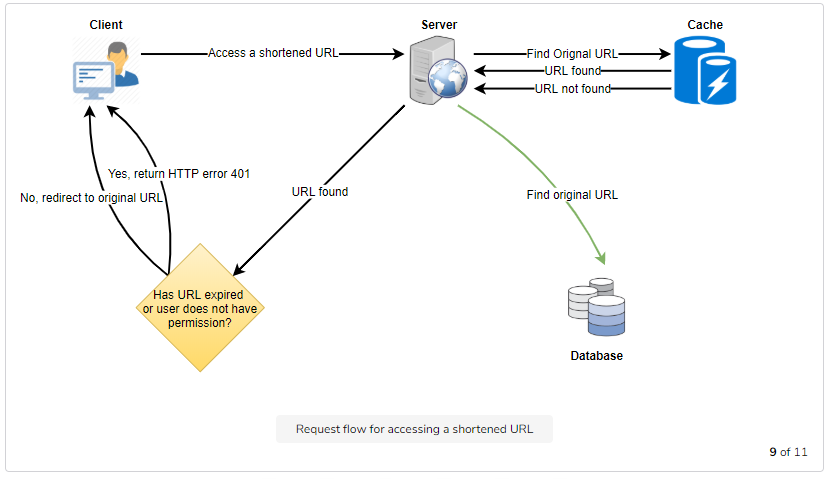 Client
Server
Cache
Access a shortened URL
Find Orignal URL
URL found
URL not found
Yes, return HTTP error 401
No, redirect to original URL
URL found
Find original URL
Has URL expired
or user does not have
permission?
Database
Request flow for accessing a shortened URL
9 of 11